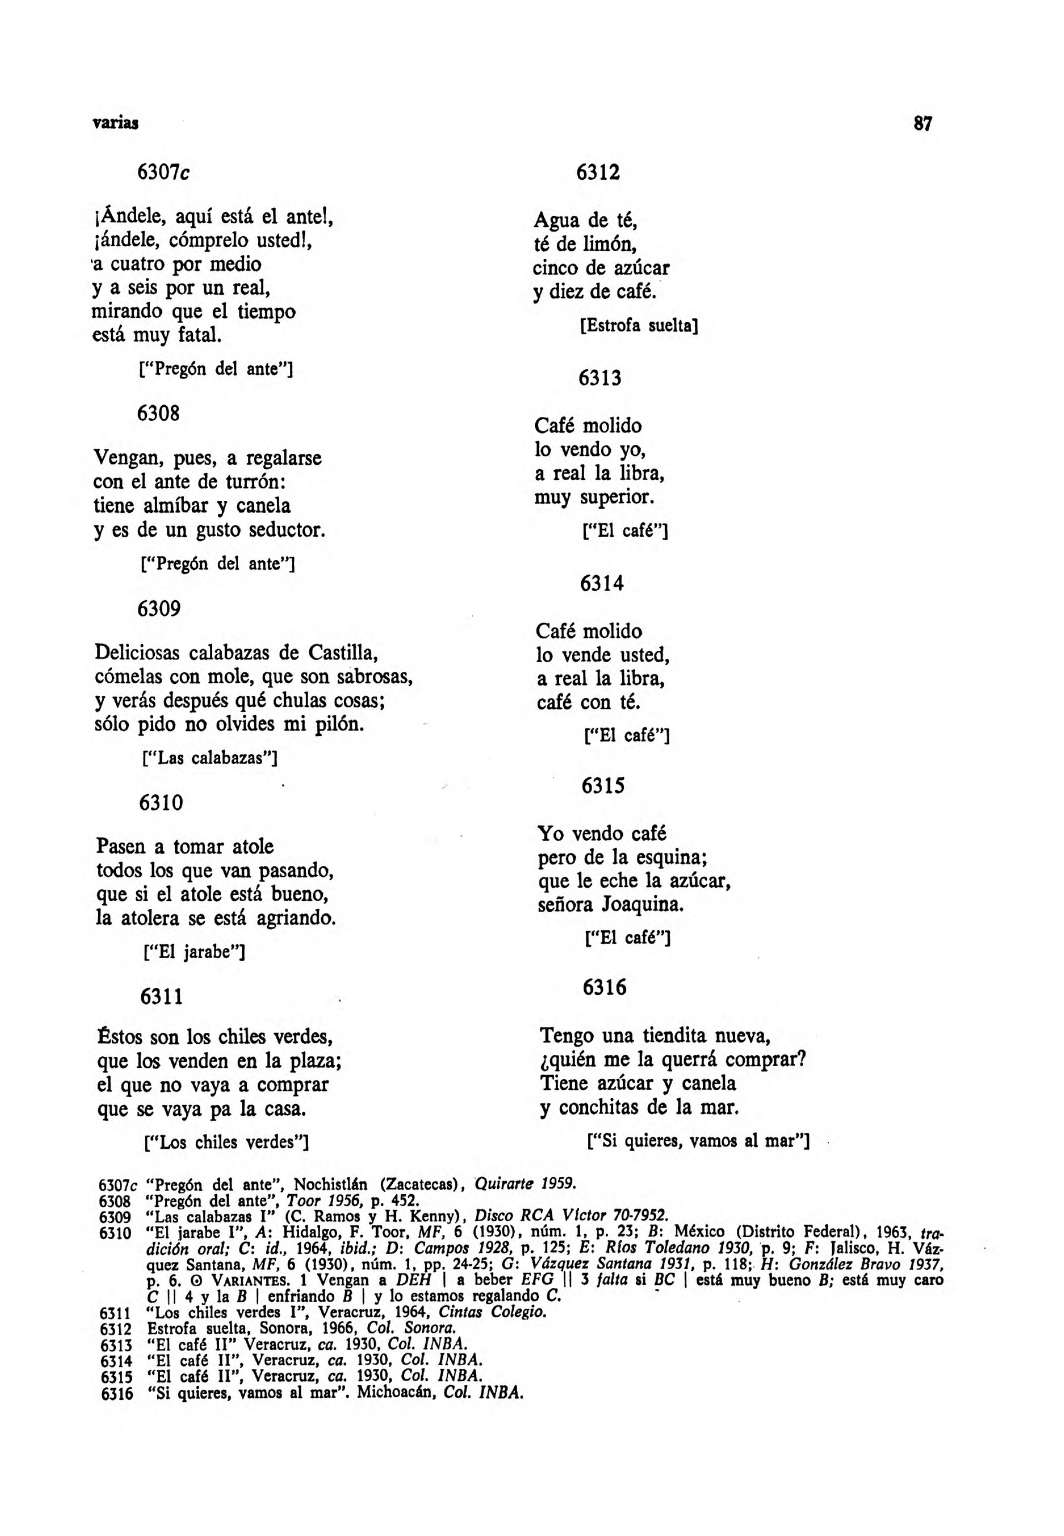 varias
87
6307c
¡Ándele, aquí está el ante!,
¡ándele, cómprelo usted!,
a cuatro por medio
y a seis por un real,
mirando que el tiempo
está muy fatal.
["Pregón del ante"]
6308
Vengan, pues, a regalarse
con el ante de turrón:
tiene almíbar y canela
y es de un gusto seductor.
["Pregón del ante"]
6309
Deliciosas calabazas de Castilla,
cómelas con mole, que son sabrosas,
y verás después qué chulas cosas;
sólo pido no olvides mi pilón.
["Las calabazas"]
6310
Pasen a tomar atole
todos los que van pasando,
que si el atole está bueno,
la atolera se está agriando.
["El jarabe"]
6311
Éstos son los chiles verdes,
que los venden en la plaza;
el que no vaya a comprar
que se vaya pa la casa.
["Los chiles verdes"]
6312
Agua de té,
té de limón,
cinco de azúcar
y diez de café.
[Estrofa suelta]
6313
Café molido
lo vendo yo,
a real la libra,
muy superior.
["El café"]
6314
Café molido
lo vende usted,
a real la libra,
café con té.
["El café"]
6315
Yo vendo café
pero de la esquina;
que le eche la azúcar,
señora Joaquina.
["El café"]
6316
Tengo una tiendita nueva,
¿quién me la querrá comprar?
Tiene azúcar y canela
y conchitas de la mar.
["Si quieres, vamos al mar"]
6307c "Pregón del ante", Nochistlán (Zacatecas), Quirarte 1959.
6308 "Pregón del ante", Toor 1956, p. 452.
6309 "Las calabazas I" (C. Ramos y H. Kenny), Disco RCA Victor 70-7952.
6310 "El jarabe I", A: Hidalgo, F. Toor, MF, 6 (1930), núm. 1, p. 23; B: México (Distrito Federal), 1963, tra-
dición oral; C: id., 1964, ibid.; D: Campos 1928, p. 125; E: Ríos Toledano 1930, p. 9; F: Jalisco, H. Váz-
quez Santana, MF, 6 (1930), núm. 1, pp. 24-25; G: Vázquez Santana 1931, p. 118; H: González Bravo 1937,
p. 6. ʘ VARIANTES. 1 Vengan a DEH | a beber EFG || 3 falta si BC | está muy bueno B; está muy caro
C || 4 y la B | enfriando B | y lo estamos regalando C.
6311 "Los chiles verdes I", Veracruz, 1964, Cintas Colegio.
6312 Estrofa suelta, Sonora, 1966, Col. Sonora.
6313 "El café II" Veracruz, ca. 1930, Col. INBA.
6314 "El café II", Veracruz, ca. 1930, Col. INBA.
6315 "El café II", Veracruz, ca. 1930, Col. INBA.
6316 "Si quieres, vamos al mar". Michoacán, Col. INBA.